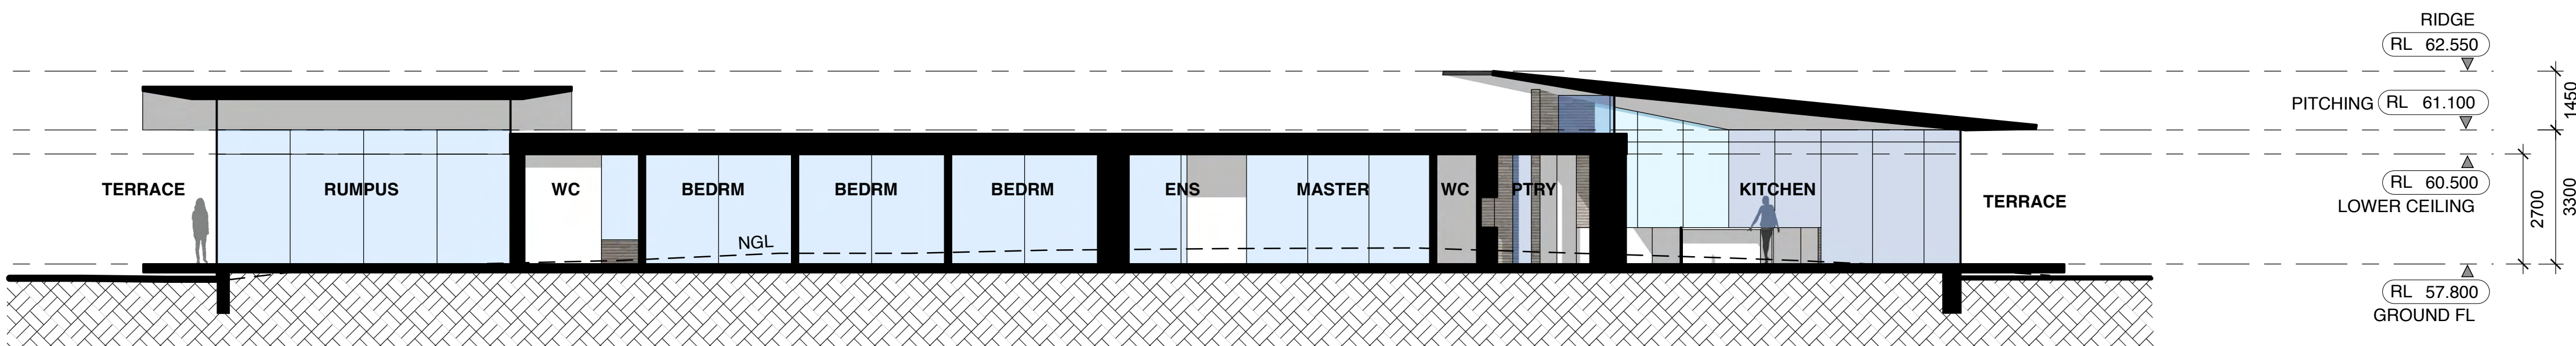 RIDGE
RL 62.550
PITCHING RL 61.100
1450
TERRACE
RUMPUS
WC
BEDRM
BEDRM
BEDRM
ENS
MASTER
WC
PTRY
KITCHEN
TERRACE
RL 60.500
LOWER CEILING
2700
3300
NGL
RL 57.800
GROUND FL